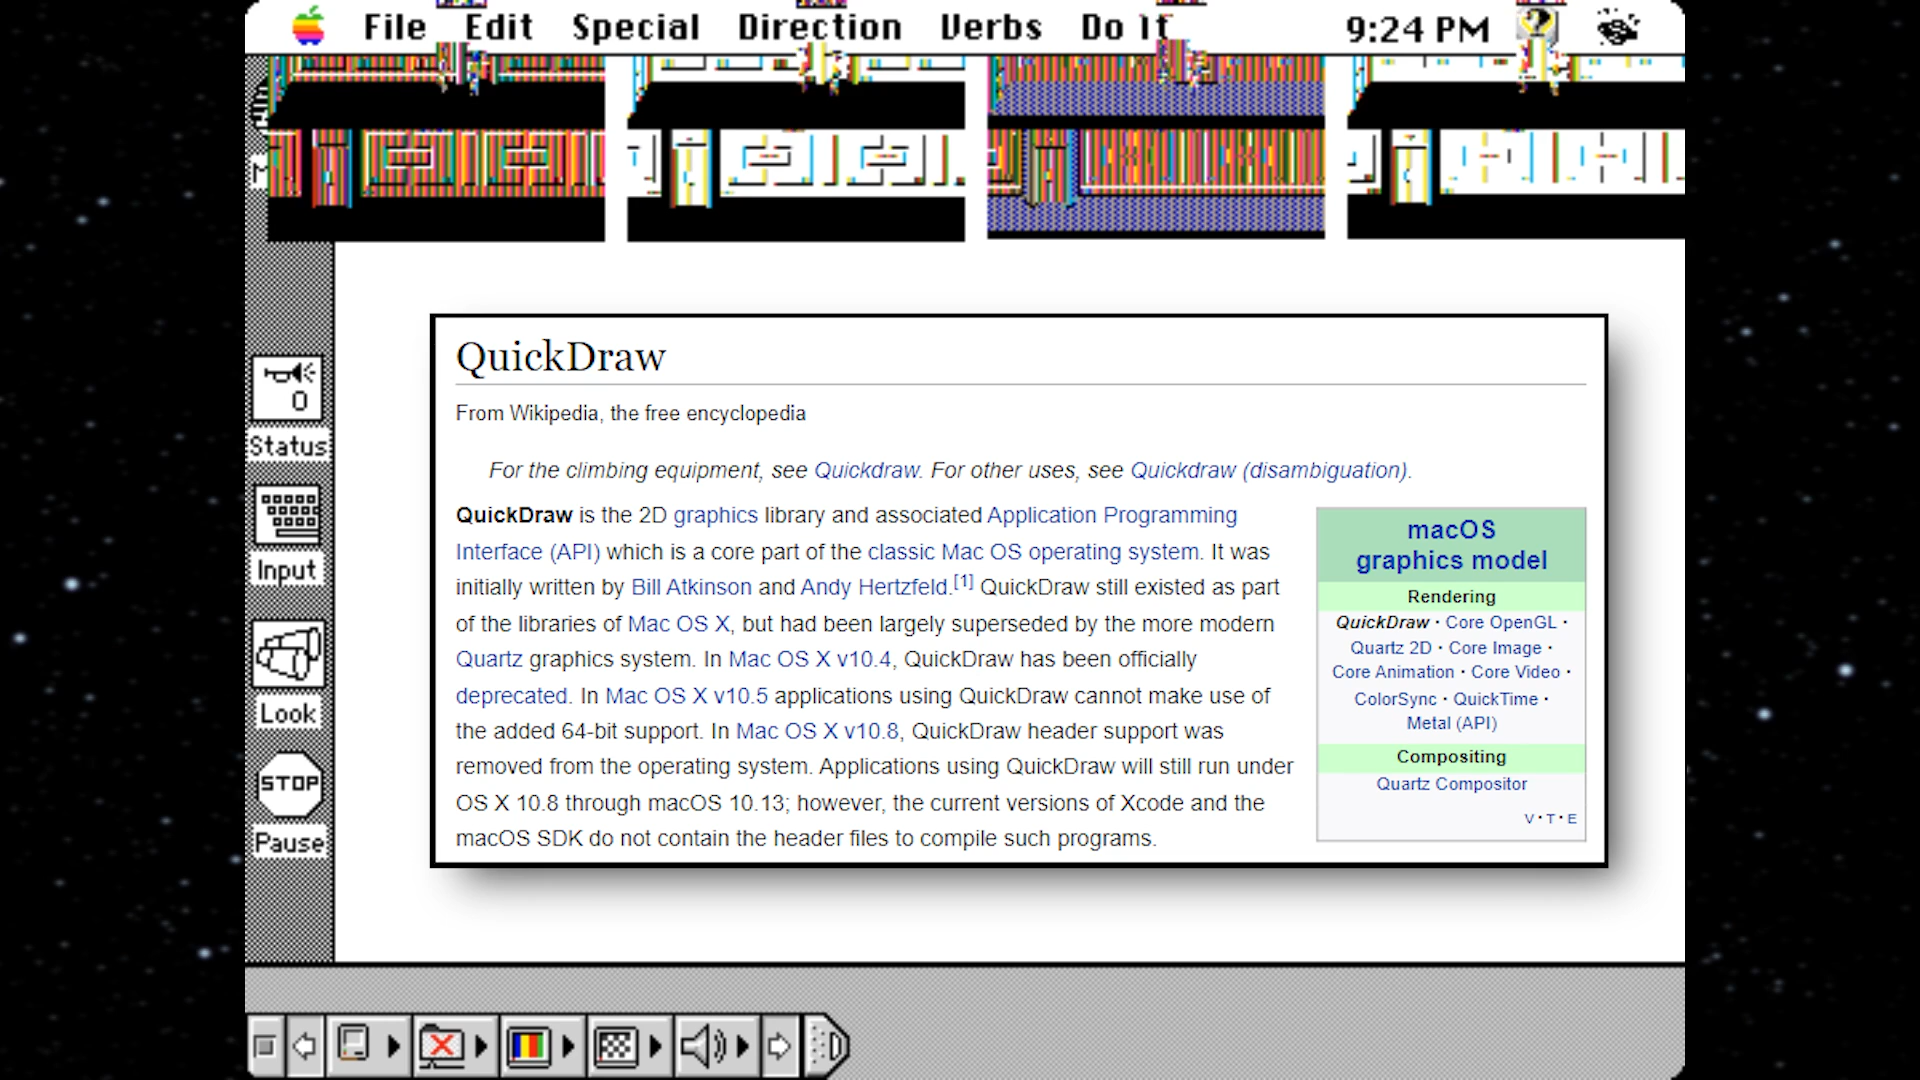 File Edit Special Direction Verbs Do It 9:24 PM
0
Status
Input
Look
STOP
Pause
QuickDraw
From Wikipedia, the free encyclopedia
For the climbing equipment, see Quickdraw. For other uses, see Quickdraw (disambiguation).
QuickDraw is the 2D graphics library and associated Application Programming
Interface (API) which is a core part of the classic Mac OS operating system. It was
initially written by Bill Atkinson and Andy Hertzfeld.[1] QuickDraw still existed as part
of the libraries of Mac OS X, but had been largely superseded by the more modern
Quartz graphics system. In Mac OS X v10.4, QuickDraw has been officially
deprecated. In Mac OS X v10.5 applications using QuickDraw cannot make use of
the added 64-bit support. In Mac OS X v10.8, QuickDraw header support was
removed from the operating system. Applications using QuickDraw will still run under
OS X 10.8 through macOS 10.13; however, the current versions of Xcode and the
macOS SDK do not contain the header files to compile such programs.
macOS
graphics model
Rendering
QuickDraw · Core OpenGL ·
Quartz 2D · Core Image ·
Core Animation · Core Video ·
ColorSync · QuickTime ·
Metal (API)
Compositing
Quartz Compositor
V · T · E